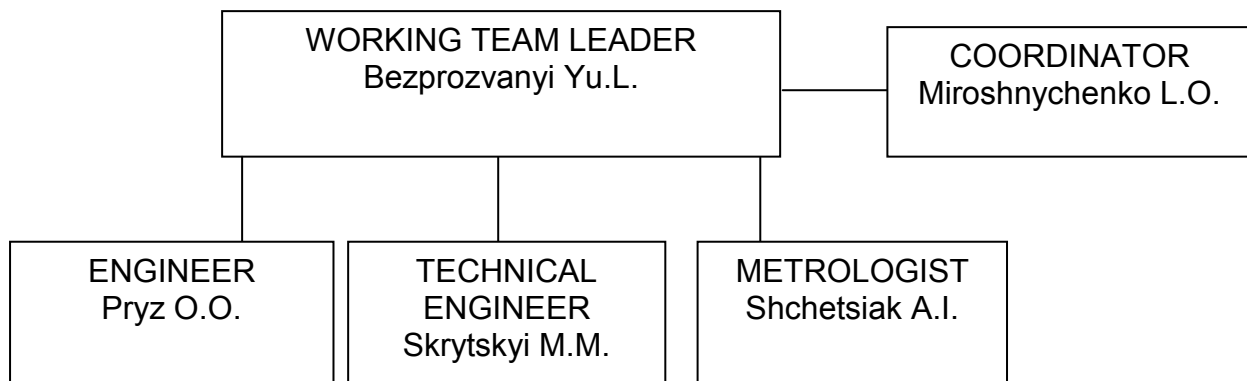 WORKING TEAM LEADER
Bezprozvanyi Yu.L.
COORDINATOR
Miroshnychenko L.O.
ENGINEER
Pryz O.O.
TECHNICAL
ENGINEER
Skrytskyi M.M.
METROLOGIST
Shchetsiak A.I.